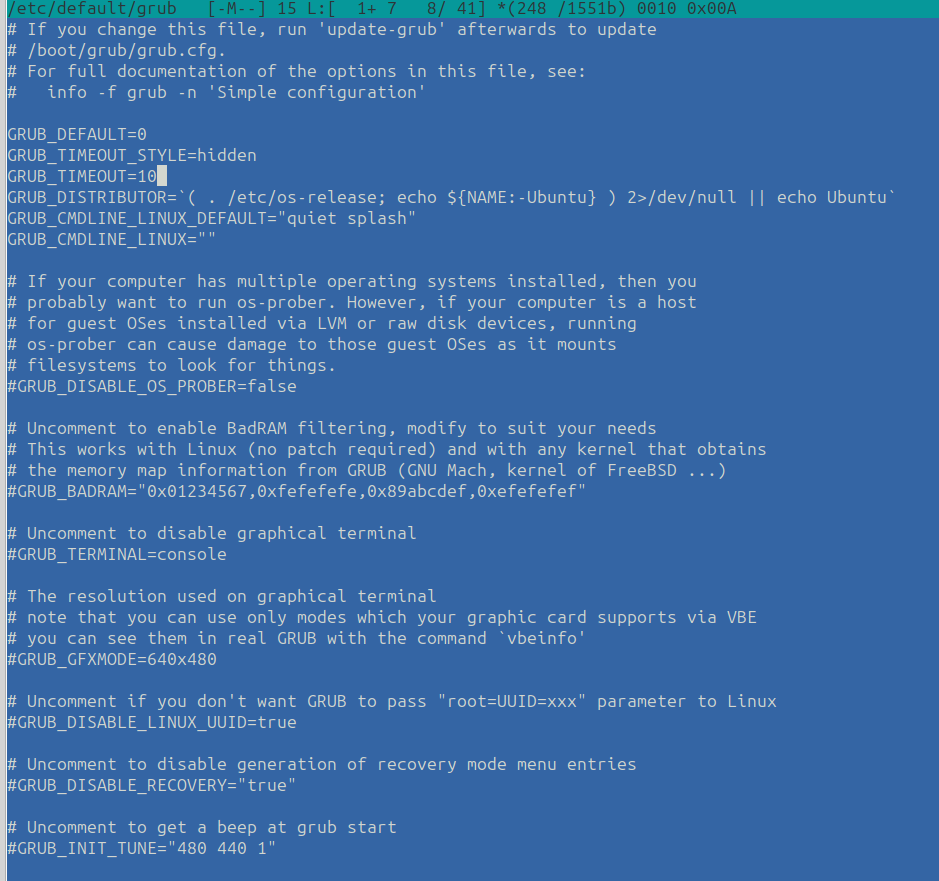 /etc/default/grub   [-M--] 15 L:[  1+ 7   8/ 41] *(248 /1551b) 0010 0x00A
# If you change this file, run 'update-grub' afterwards to update
# /boot/grub/grub.cfg.
# For full documentation of the options in this file, see:
#   info -f grub -n 'Simple configuration'

GRUB_DEFAULT=0
GRUB_TIMEOUT_STYLE=hidden
GRUB_TIMEOUT=10
GRUB_DISTRIBUTOR=`( . /etc/os-release; echo ${NAME:-Ubuntu} ) 2>/dev/null || echo Ubuntu`
GRUB_CMDLINE_LINUX_DEFAULT="quiet splash"
GRUB_CMDLINE_LINUX=""

# If your computer has multiple operating systems installed, then you
# probably want to run os-prober. However, if your computer is a host
# for guest OSes installed via LVM or raw disk devices, running
# os-prober can cause damage to those guest OSes as it mounts
# filesystems to look for things.
#GRUB_DISABLE_OS_PROBER=false

# Uncomment to enable BadRAM filtering, modify to suit your needs
# This works with Linux (no patch required) and with any kernel that obtains
# the memory map information from GRUB (GNU Mach, kernel of FreeBSD ...)
#GRUB_BADRAM="0x01234567,0xfefefefe,0x89abcdef,0xefefefef"

# Uncomment to disable graphical terminal
#GRUB_TERMINAL=console

# The resolution used on graphical terminal
# note that you can use only modes which your graphic card supports via VBE
# you can see them in real GRUB with the command `vbeinfo'
#GRUB_GFXMODE=640x480

# Uncomment if you don't want GRUB to pass "root=UUID=xxx" parameter to Linux
#GRUB_DISABLE_LINUX_UUID=true

# Uncomment to disable generation of recovery mode menu entries
#GRUB_DISABLE_RECOVERY="true"

# Uncomment to get a beep at grub start
#GRUB_INIT_TUNE="480 440 1"